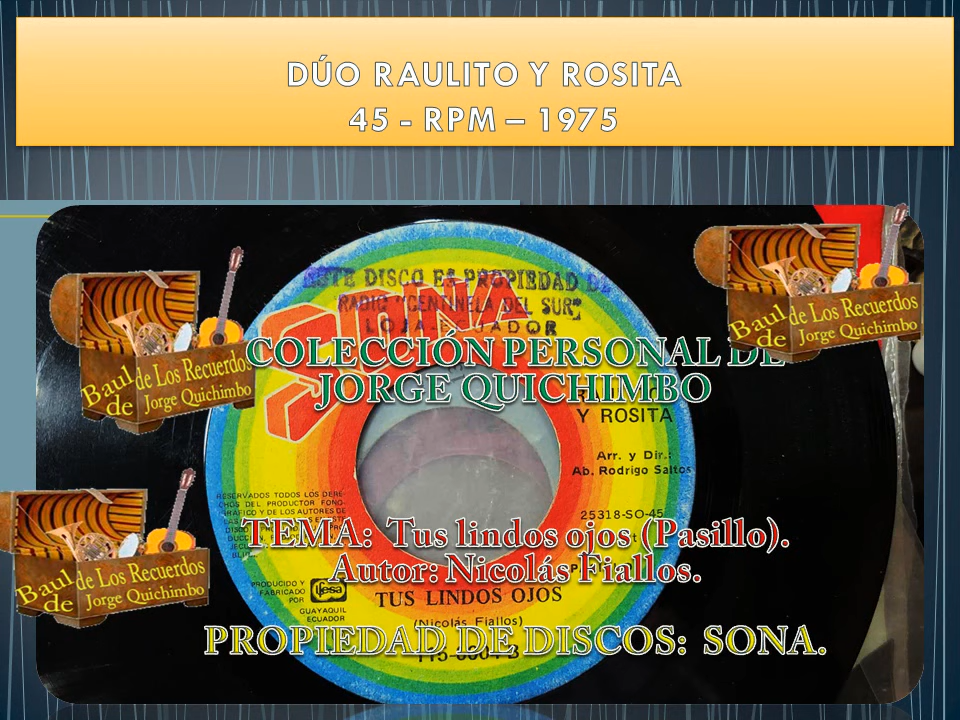 DÚO RAULITO Y ROSITA
45 - RPM – 1975
ESTE DISCO ES PROPIEDAD DE
RADIO "CENTINELA DEL SUR"
LOJA-ECUADOR
SONA
COLECCIÓN PERSONAL DE
JORGE QUICHIMBO
Baul de Los Recuerdos
de Jorge Quichimbo
Baul de Los Recuerdos
de Jorge Quichimbo
Baul de Los Recuerdos
de Jorge Quichimbo
Y ROSITA
Arr. y Dir.:
Ab. Rodrigo Saltos
25318-SO-45
RESERVADOS TODOS LOS DERE-
CHOS DEL PRODUCTOR FONO-
GRAFICO Y DE LOS AUTORES DE
TEMA: Tus lindos ojos (Pasillo).
Autor: Nicolás Fiallos.
PRODUCIDO Y
FABRICADO
POR
ifesa
GUAYAQUIL
ECUADOR
TUS LINDOS OJOS
(Nicolás Fiallos)
PROPIEDAD DE DISCOS: SONA.